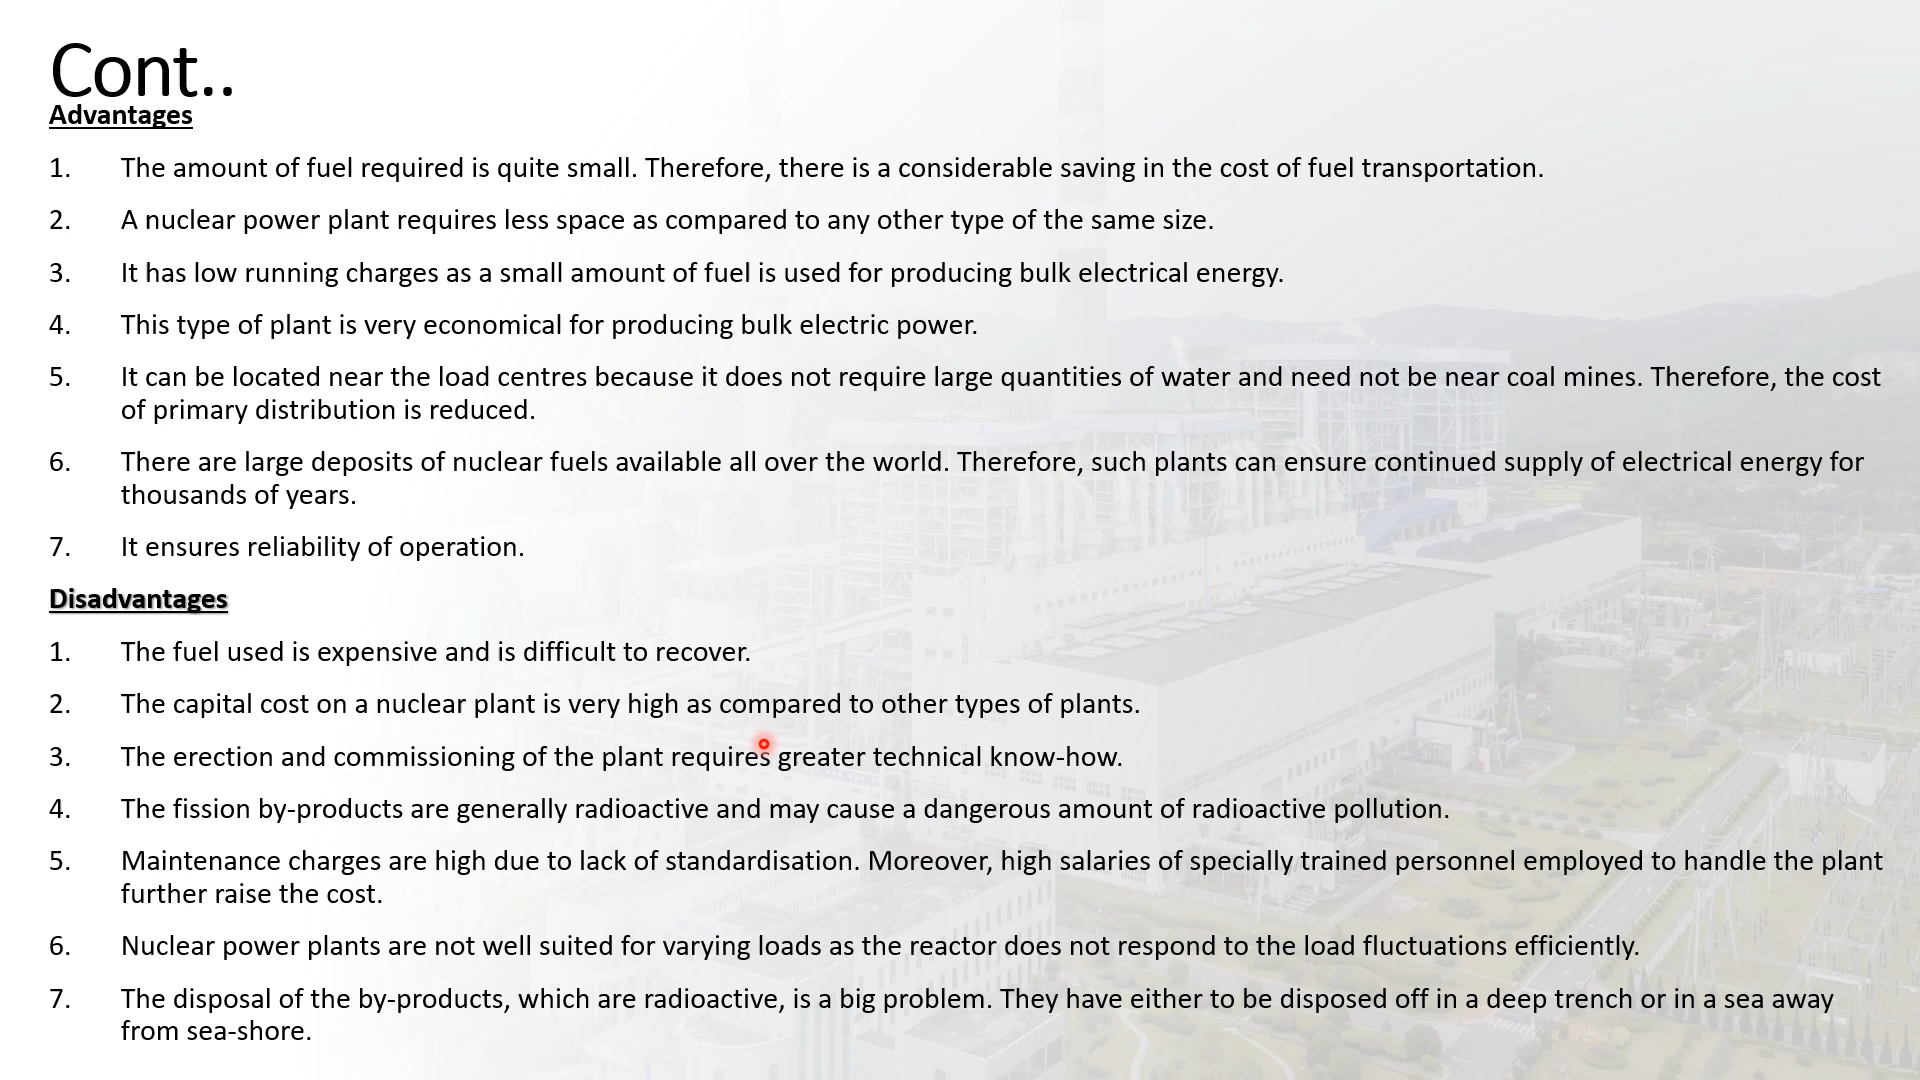 Cont..
Advantages
1. The amount of fuel required is quite small. Therefore, there is a considerable saving in the cost of fuel transportation.
2. A nuclear power plant requires less space as compared to any other type of the same size.
3. It has low running charges as a small amount of fuel is used for producing bulk electrical energy.
4. This type of plant is very economical for producing bulk electric power.
5. It can be located near the load centres because it does not require large quantities of water and need not be near coal mines. Therefore, the cost
of primary distribution is reduced.
6. There are large deposits of nuclear fuels available all over the world. Therefore, such plants can ensure continued supply of electrical energy for
thousands of years.
7. It ensures reliability of operation.
Disadvantages
1. The fuel used is expensive and is difficult to recover.
2. The capital cost on a nuclear plant is very high as compared to other types of plants.
3. The erection and commissioning of the plant requires greater technical know-how.
4. The fission by-products are generally radioactive and may cause a dangerous amount of radioactive pollution.
5. Maintenance charges are high due to lack of standardisation. Moreover, high salaries of specially trained personnel employed to handle the plant
further raise the cost.
6. Nuclear power plants are not well suited for varying loads as the reactor does not respond to the load fluctuations efficiently.
7. The disposal of the by-products, which are radioactive, is a big problem. They have either to be disposed off in a deep trench or in a sea away
from sea-shore.